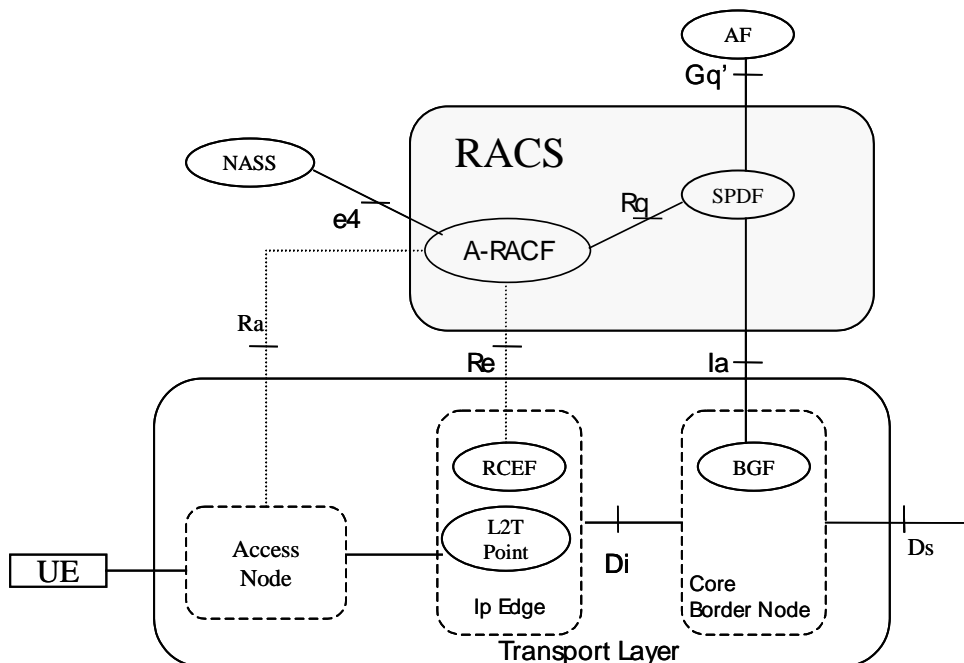 AF
Gq'
RACS
NASS
SPDF
Rq
e4
A-RACF
Ra
Re
Ia
RCEF
BGF
L2T
Point
Access
Node
UE
Di
Ds
Core
Border Node
Ip Edge
Transport Layer